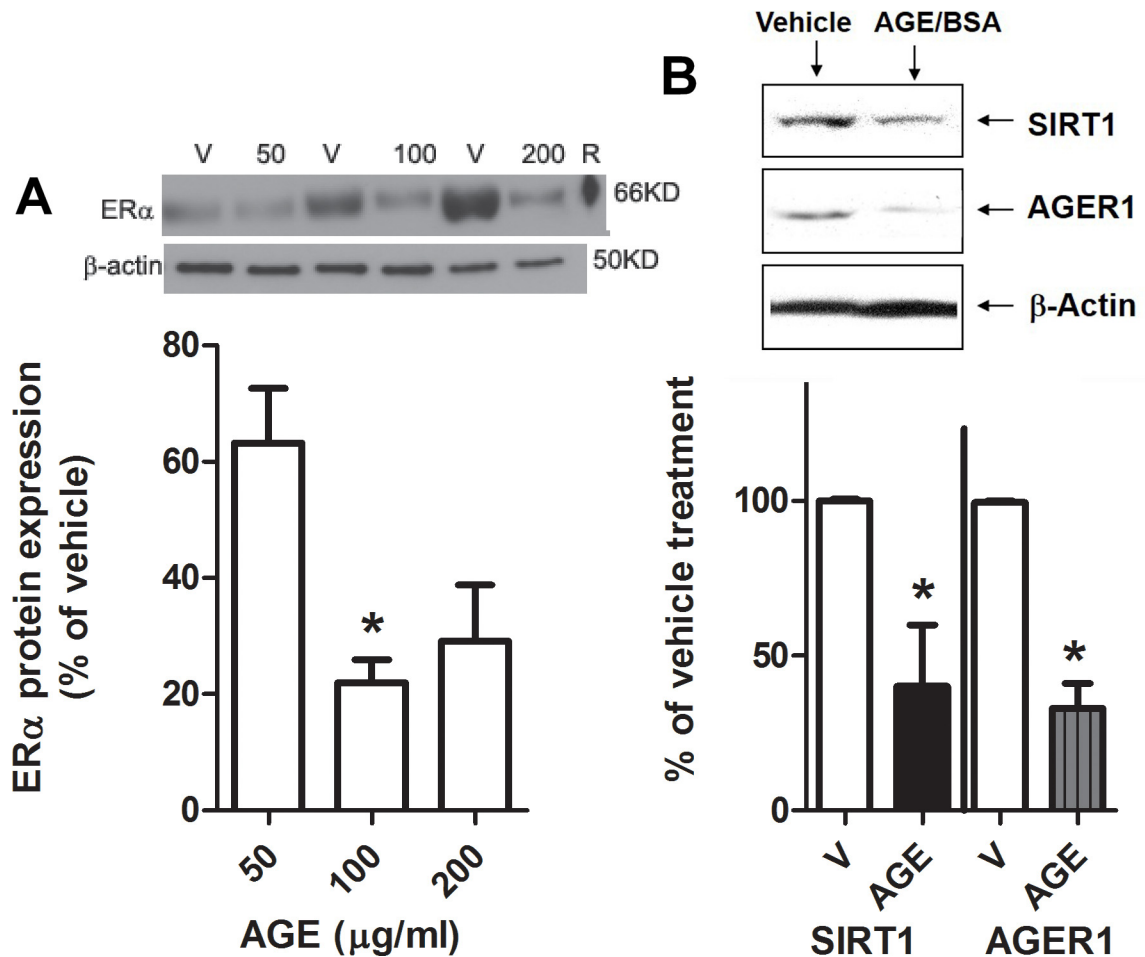 A
V 50 V 100 V 200 R
ERα 66KD
β-actin 50KD
ERα protein expression
(% of vehicle)
80
60
40
20
0
*
50 100 200
AGE (μg/ml)
B
Vehicle AGE/BSA
SIRT1
AGER1
β-Actin
% of vehicle treatment
100
50
0
* *
V AGE V AGE
SIRT1 AGER1